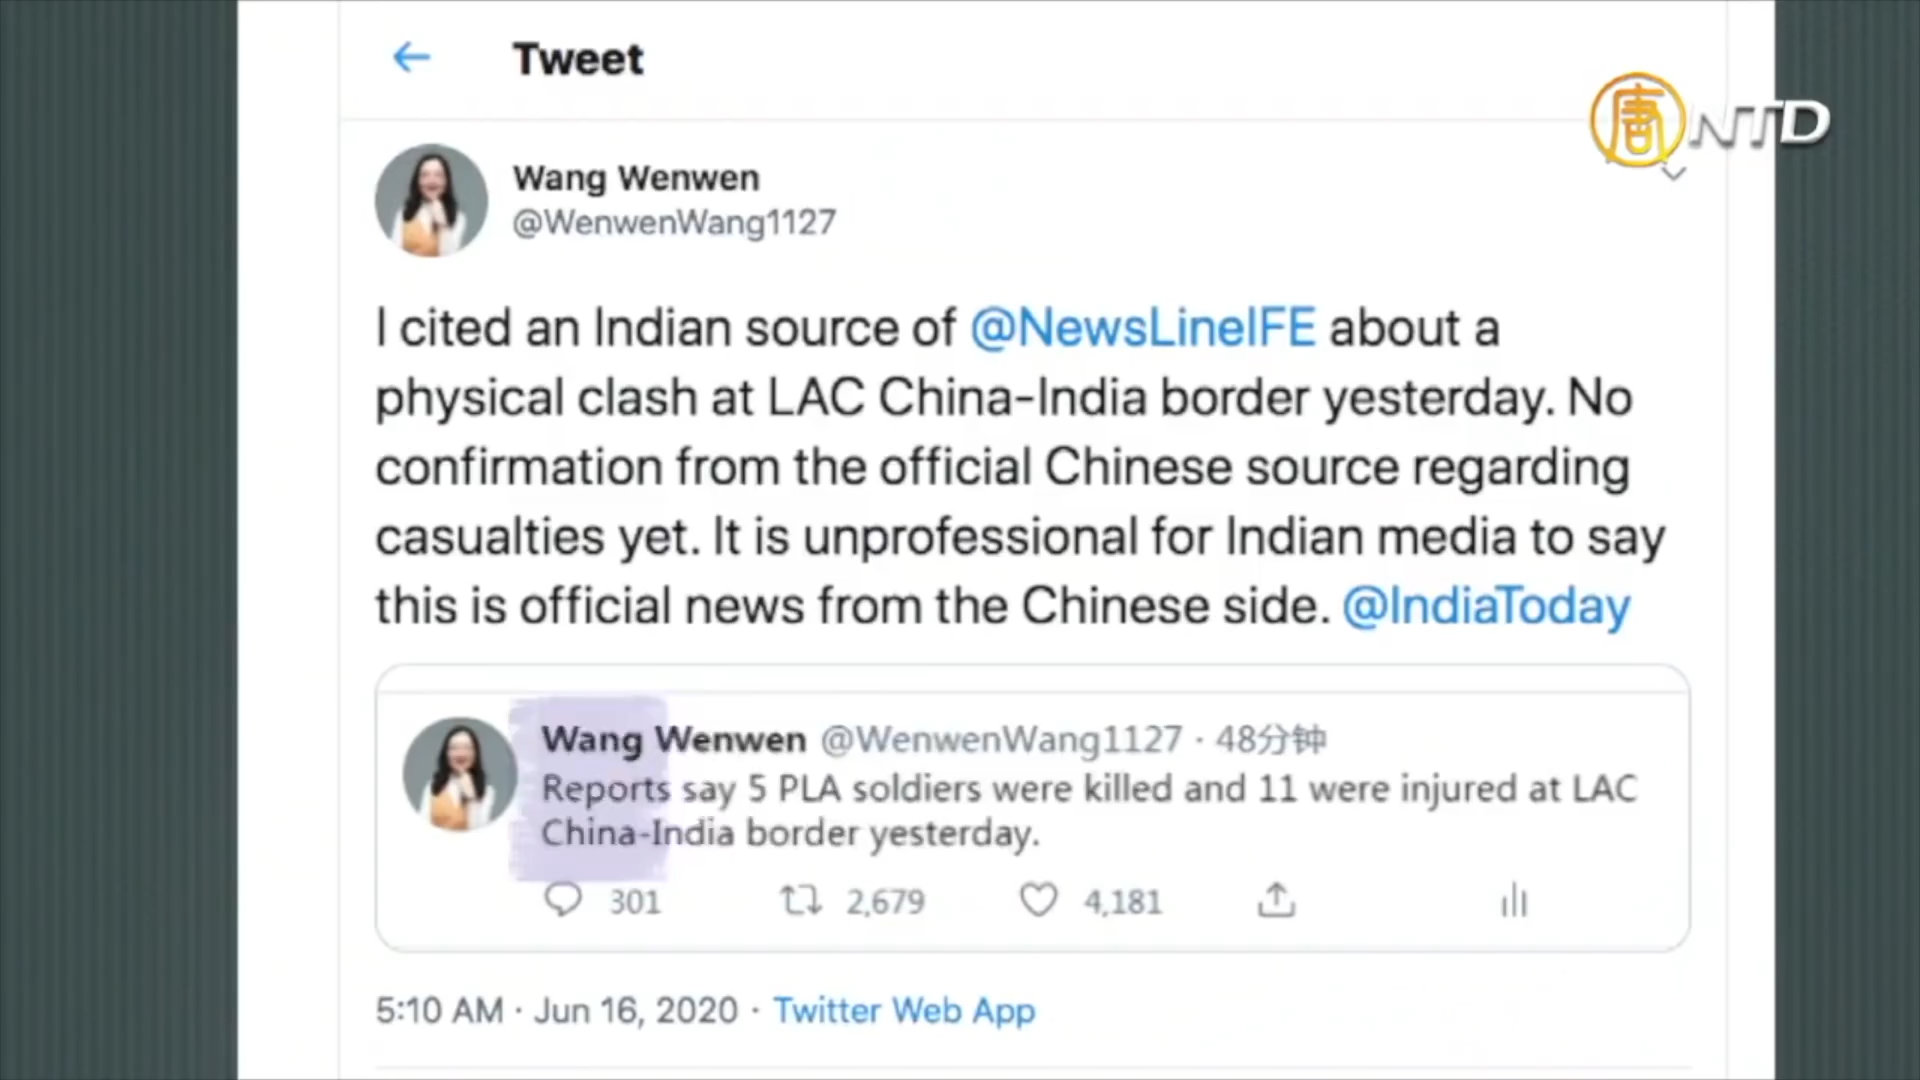 Tweet
唐 NTD
Wang Wenwen
@WenwenWang1127
I cited an Indian source of @NewsLineIFE about a
physical clash at LAC China-India border yesterday. No
confirmation from the official Chinese source regarding
casualties yet. It is unprofessional for Indian media to say
this is official news from the Chinese side. @IndiaToday
Wang Wenwen @WenwenWang1127 · 48分钟
Reports say 5 PLA soldiers were killed and 11 were injured at LAC
China-India border yesterday.
301 2,679 4,181
5:10 AM · Jun 16, 2020 · Twitter Web App